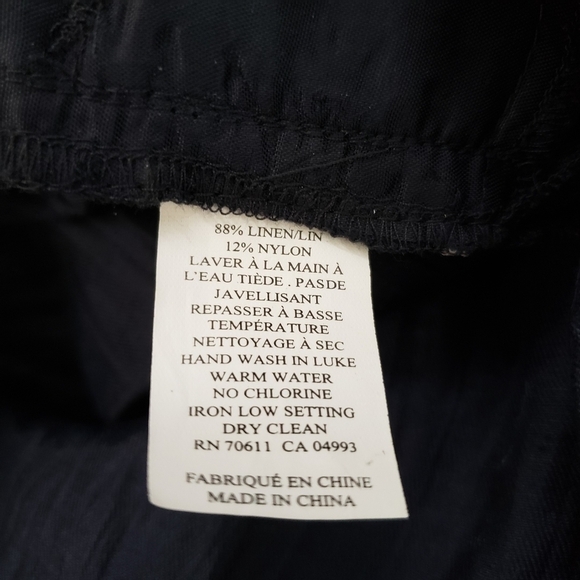 88% LINEN/LIN
12% NYLON
LAVER À LA MAIN À
L'EAU TIÈDE . PAS DE
JAVELLISANT
REPASSER À BASSE
TEMPÉRATURE
NETTOYAGE À SEC
HAND WASH IN LUKE
WARM WATER
NO CHLORINE
IRON LOW SETTING
DRY CLEAN
RN 70611 CA 04993
FABRIQUÉ EN CHINE
MADE IN CHINA